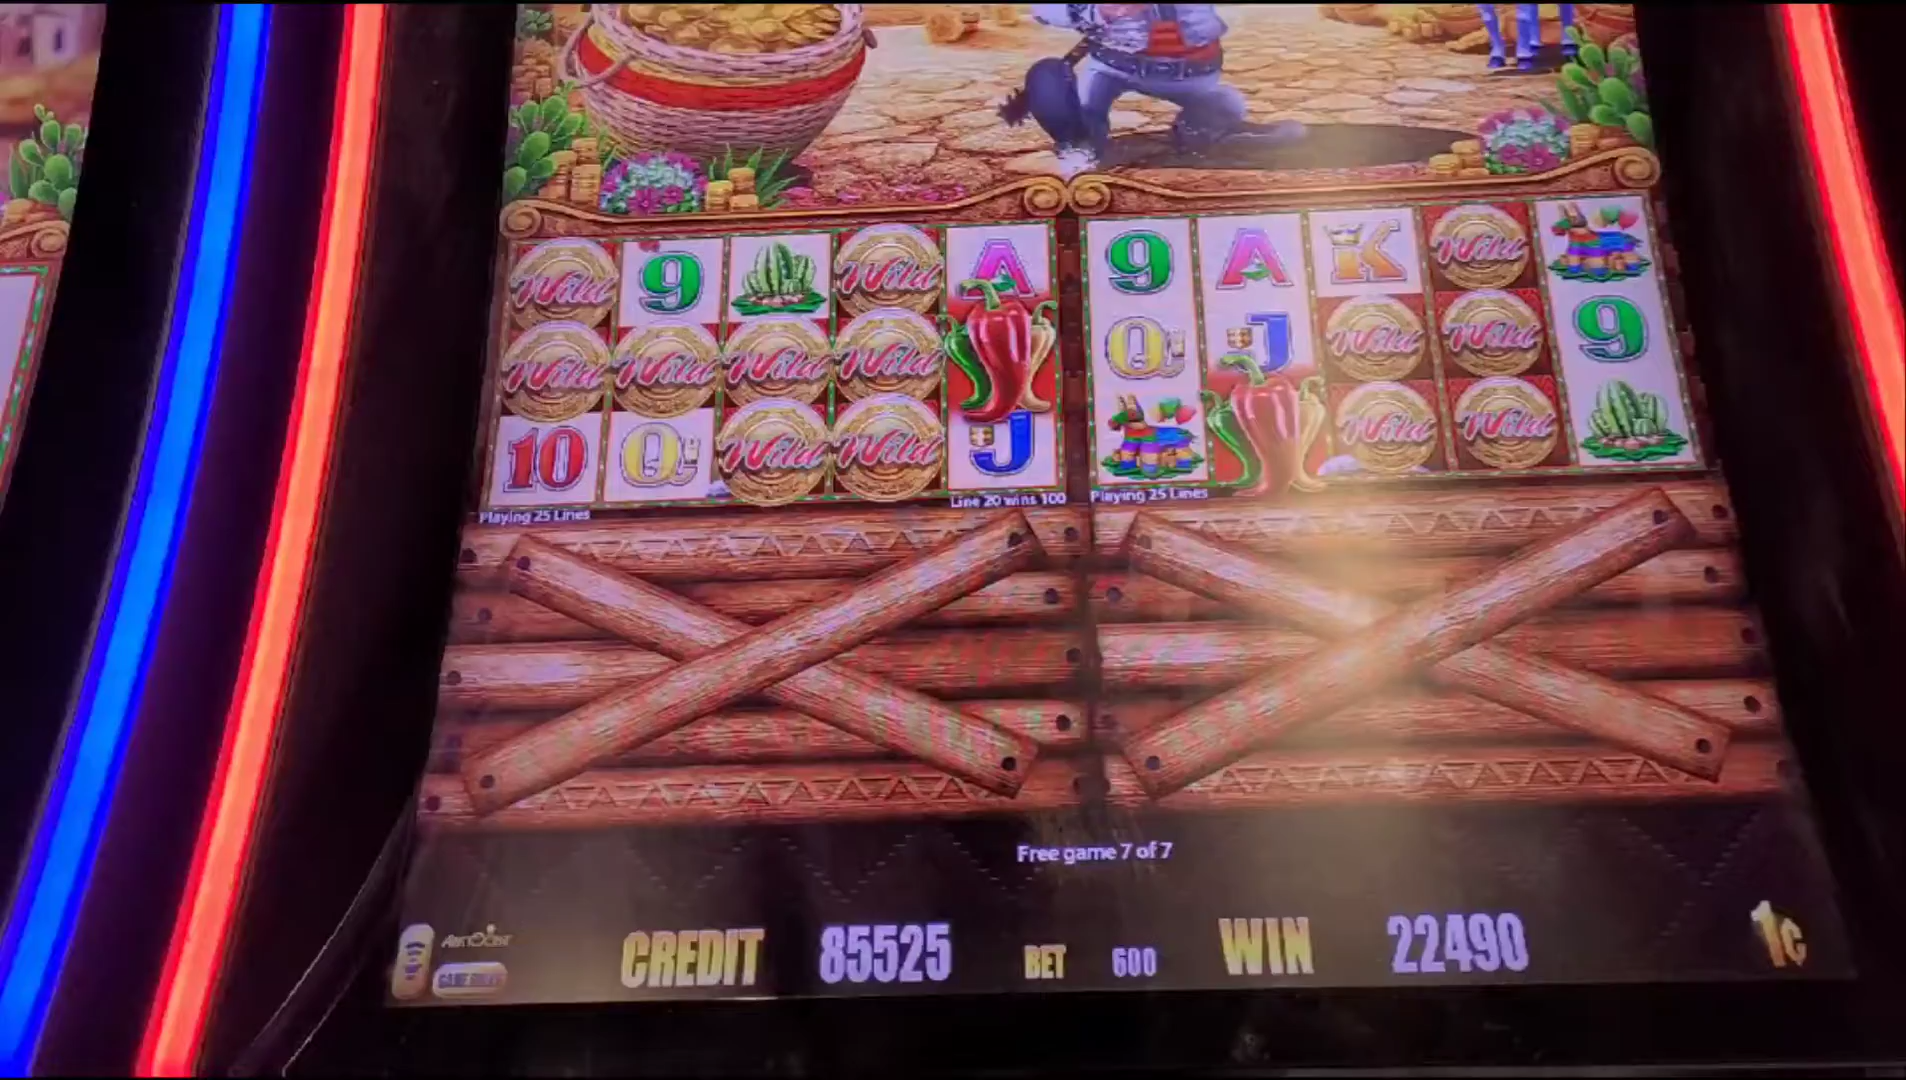 Wild 9 Wild A
Wild Wild Wild Wild
10 Q Wild Wild J
9 A K Wild
Q J Wild Wild 9
Wild Wild
Playing 25 Lines
Line 20 wins 100
Playing 25 Lines
Free game 7 of 7
CREDIT 85525 BET 600 WIN 22490 1¢